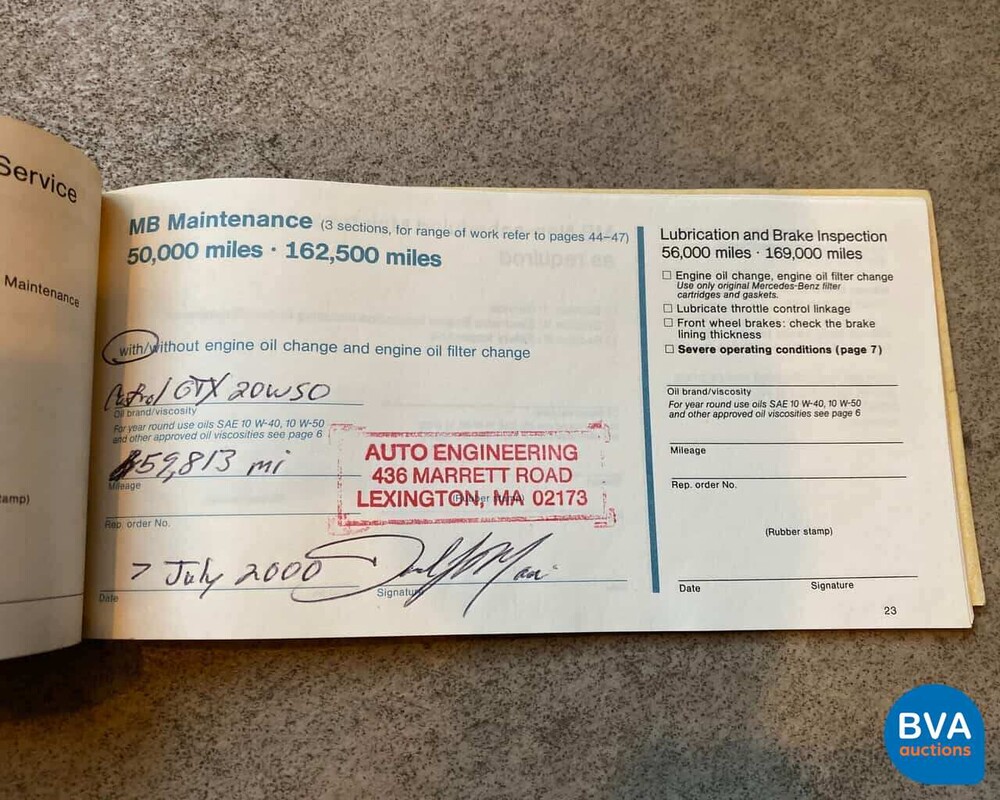 Service
Maintenance
tamp)
MB Maintenance (3 sections, for range of work refer to pages 44–47)
50,000 miles · 162,500 miles
with/without engine oil change and engine oil filter change
Castrol GTX 20W50
Oil brand/viscosity
For year round use oils SAE 10 W-40, 10 W-50
and other approved oil viscosities see page 6
59,813 mi
Mileage
AUTO ENGINEERING
436 MARRETT ROAD
LEXINGTON, MA 02173
(Rubber stamp)
Rep. order No.
7 July 2000
Date
Signature
Lubrication and Brake Inspection
56,000 miles · 169,000 miles
☐ Engine oil change, engine oil filter change
Use only original Mercedes-Benz filter
cartridges and gaskets.
☐ Lubricate throttle control linkage
☐ Front wheel brakes: check the brake
lining thickness
☐ Severe operating conditions (page 7)
Oil brand/viscosity
For year round use oils SAE 10 W-40, 10 W-50
and other approved oil viscosities see page 6
Mileage
Rep. order No.
(Rubber stamp)
Date
Signature
23
BVA
auctions